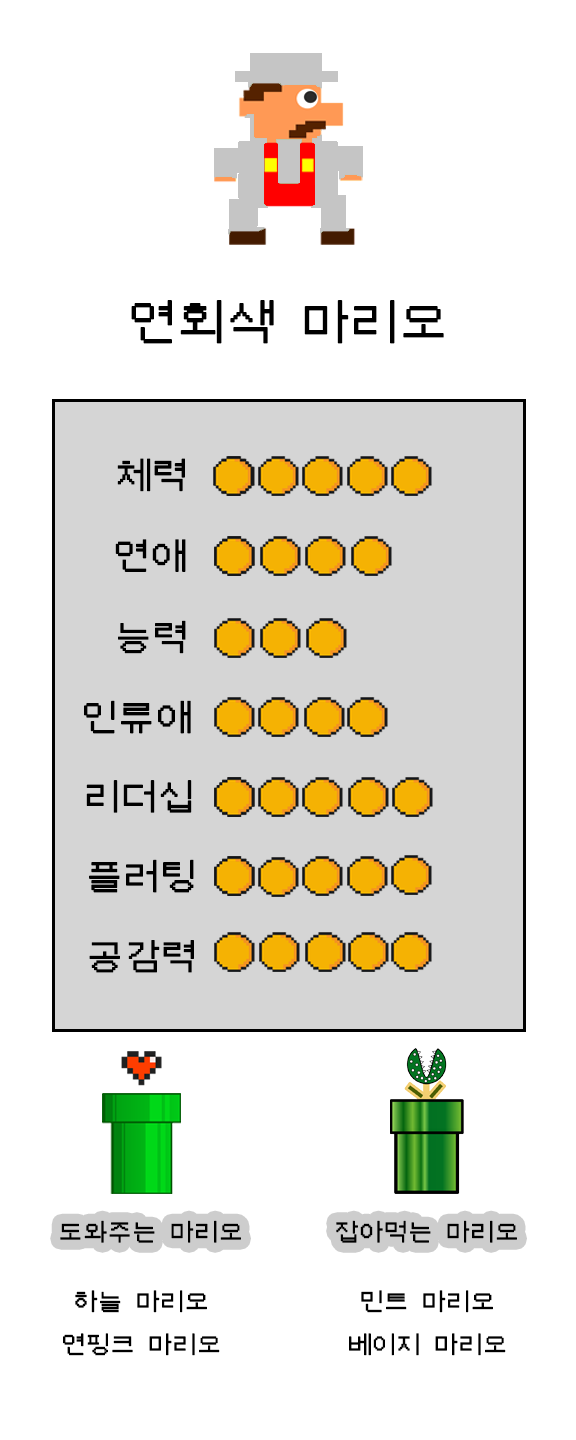 연회색 마리오
체력
연애
능력
인류애
리더십
플러팅
공감력
도와주는 마리오
잡아먹는 마리오
하늘 마리오
민트 마리오
연핑크 마리오
베이지 마리오